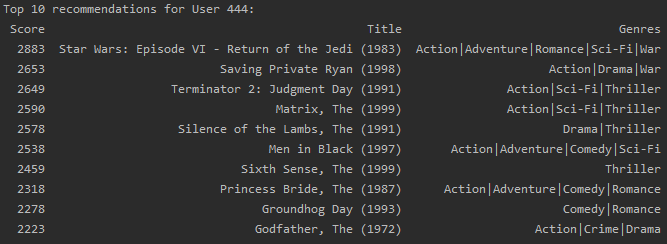 Top 10 recommendations for User 444:
Score Title Genres
2883 Star Wars: Episode VI - Return of the Jedi (1983) Action|Adventure|Romance|Sci-Fi|War
2653 Saving Private Ryan (1998) Action|Drama|War
2649 Terminator 2: Judgment Day (1991) Action|Sci-Fi|Thriller
2590 Matrix, The (1999) Action|Sci-Fi|Thriller
2578 Silence of the Lambs, The (1991) Drama|Thriller
2538 Men in Black (1997) Action|Adventure|Comedy|Sci-Fi
2459 Sixth Sense, The (1999) Thriller
2318 Princess Bride, The (1987) Action|Adventure|Comedy|Romance
2278 Groundhog Day (1993) Comedy|Romance
2223 Godfather, The (1972) Action|Crime|Drama